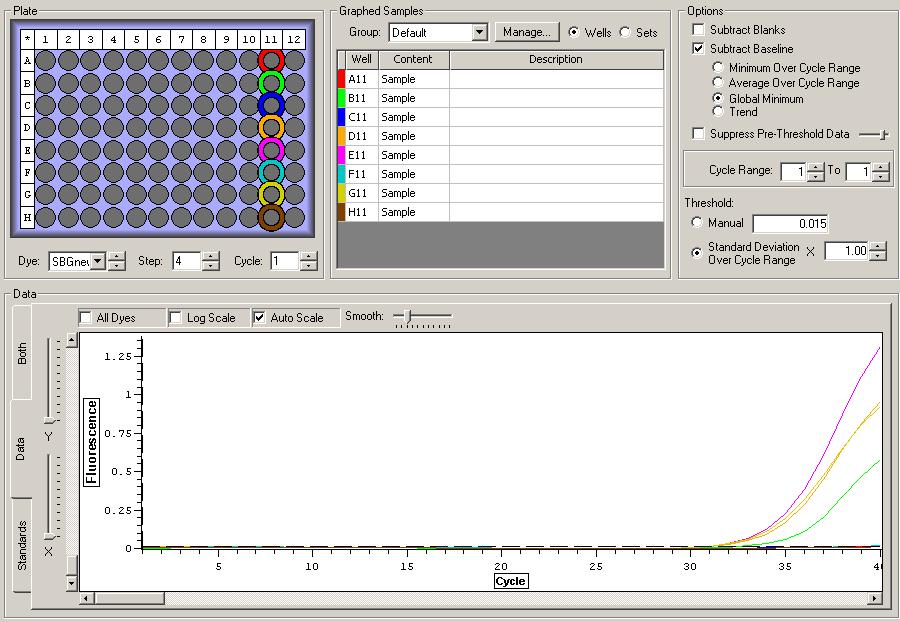 Plate
* 1 2 3 4 5 6 7 8 9 10 11 12
A
B
C
D
E
F
G
H
Dye: SBGnew Step: 4 Cycle: 1
Graphed Samples
Group: Default Manage... Wells Sets
Well Content Description
A11 Sample
B11 Sample
C11 Sample
D11 Sample
E11 Sample
F11 Sample
G11 Sample
H11 Sample
Options
Subtract Blanks
Subtract Baseline
Minimum Over Cycle Range
Average Over Cycle Range
Global Minimum
Trend
Suppress Pre-Threshold Data
Cycle Range: 1 To 1
Threshold:
Manual 0.015
Standard Deviation
Over Cycle Range X 1.00
Data
Both
Data
Standards
Y
X
All Dyes Log Scale Auto Scale Smooth:
Fluorescence
1.25
1
0.75
0.5
0.25
0
5 10 15 20 25 30 35 40
Cycle